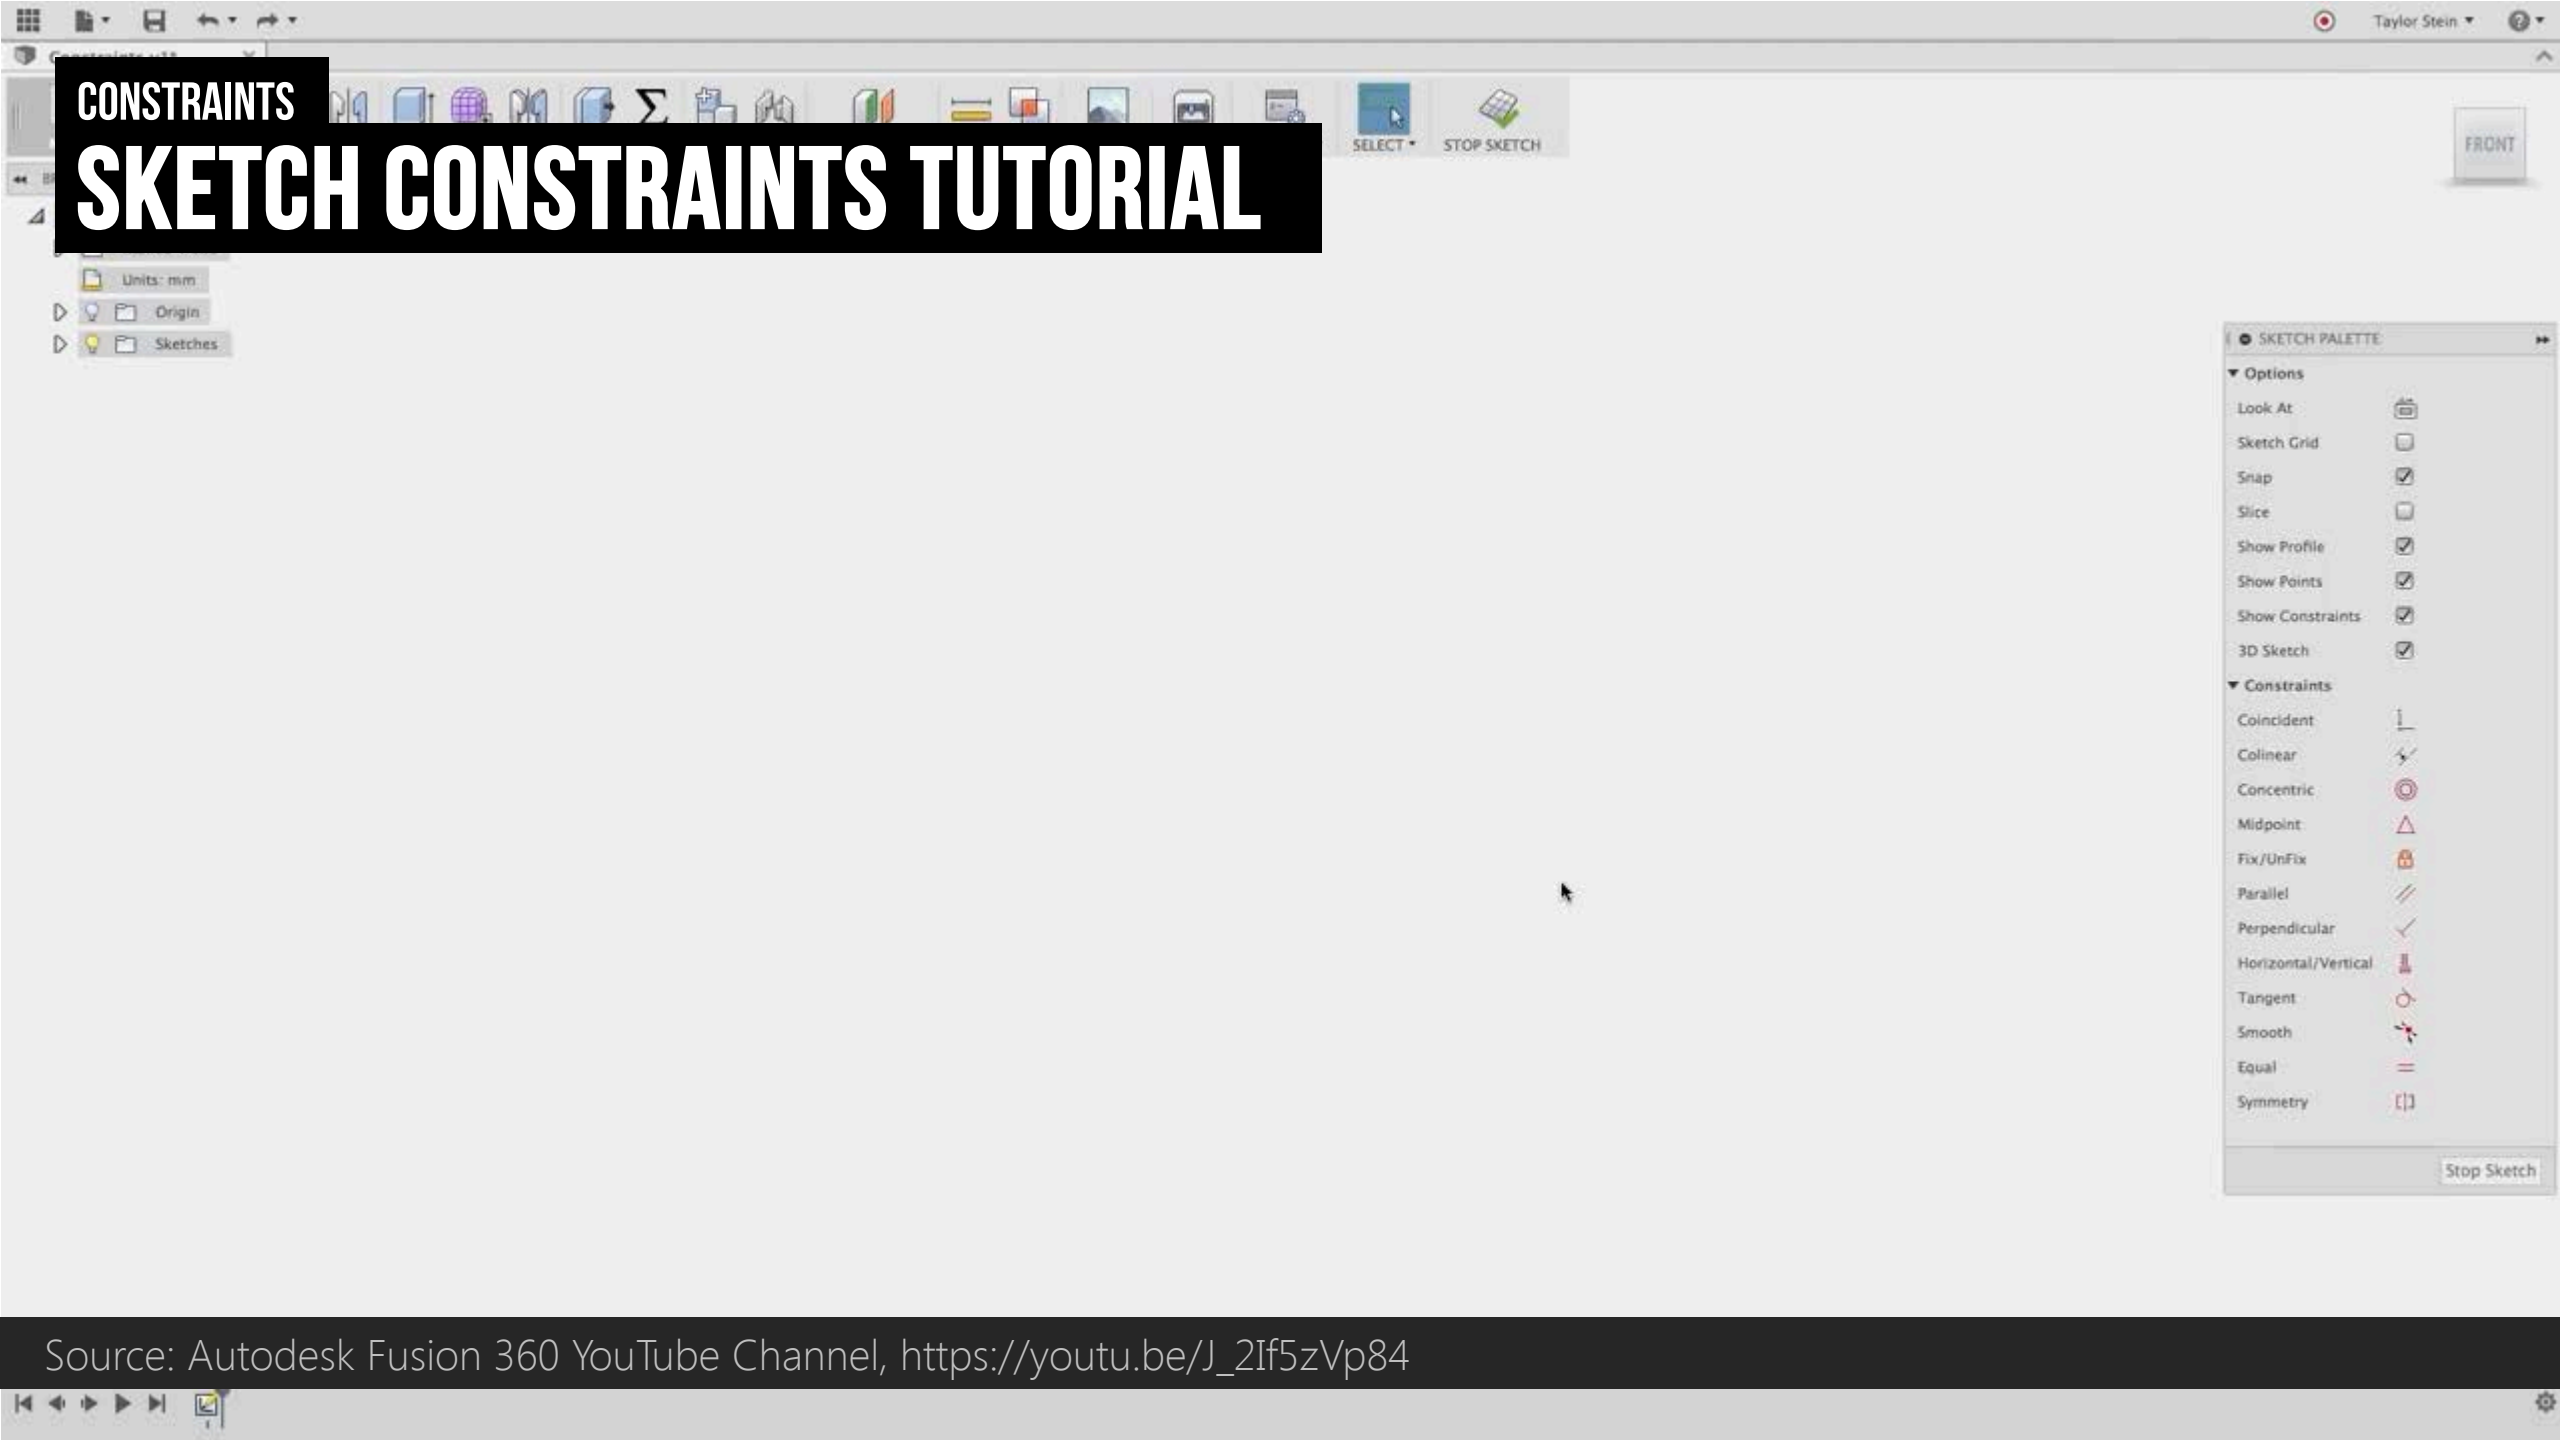 Taylor Stein
CONSTRAINTS
SELECT
STOP SKETCH
FRONT
SKETCH CONSTRAINTS TUTORIAL
Units: mm
Origin
Sketches
SKETCH PALETTE
Options
Look At
Sketch Grid
Snap
Slice
Show Profile
Show Points
Show Constraints
3D Sketch
Constraints
Coincident
Colinear
Concentric
Midpoint
Fix/UnFix
Parallel
Perpendicular
Horizontal/Vertical
Tangent
Smooth
Equal
Symmetry
Stop Sketch
Source: Autodesk Fusion 360 YouTube Channel, https://youtu.be/J_2If5zVp84